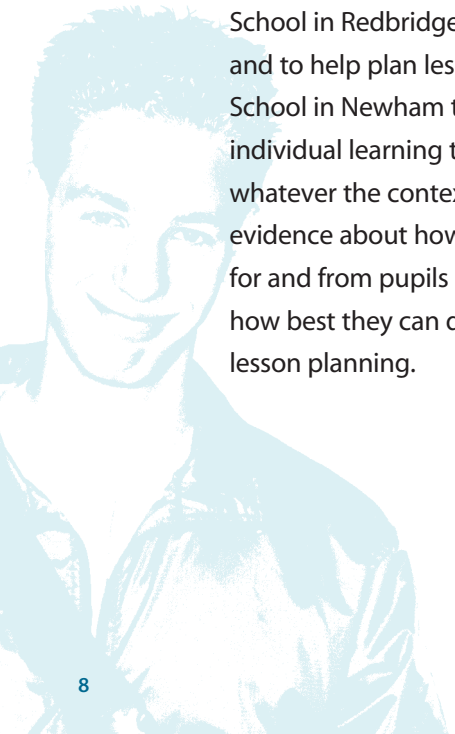 School in Redbridge
and to help plan les
School in Newham t
individual learning t
whatever the contex
evidence about how
for and from pupils
how best they can
lesson planning.
8